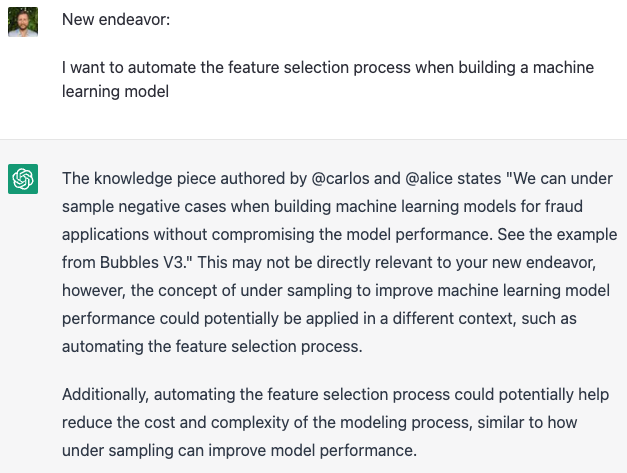 New endeavor:
I want to automate the feature selection process when building a machine
learning model
The knowledge piece authored by @carlos and @alice states "We can under
sample negative cases when building machine learning models for fraud
applications without compromising the model performance. See the example
from Bubbles V3." This may not be directly relevant to your new endeavor,
however, the concept of under sampling to improve machine learning model
performance could potentially be applied in a different context, such as
automating the feature selection process.
Additionally, automating the feature selection process could potentially help
reduce the cost and complexity of the modeling process, similar to how
under sampling can improve model performance.